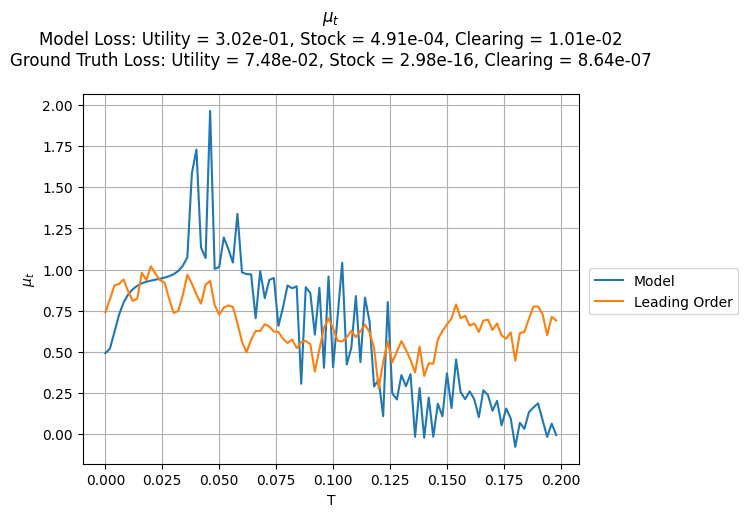 μt
Model Loss: Utility = 3.02e-01, Stock = 4.91e-04, Clearing = 1.01e-02
Ground Truth Loss: Utility = 7.48e-02, Stock = 2.98e-16, Clearing = 8.64e-07
2.00
1.75
1.50
1.25
1.00
0.75
0.50
0.25
0.00
μt
0.000 0.025 0.050 0.075 0.100 0.125 0.150 0.175 0.200
T
Model
Leading Order